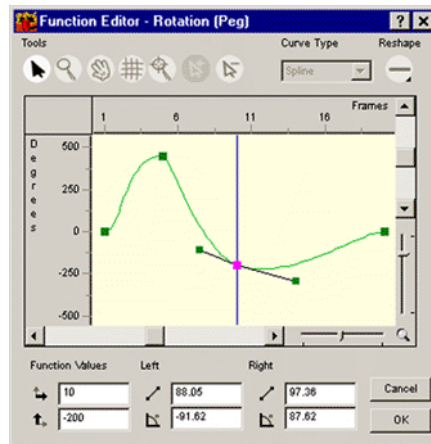 Function Editor - Rotation (Peg)
Tools
Curve Type
Reshape
Spline
Frames
1 6 11 16
Degrees
500
250
0
-250
-500
Function Values Left Right
10 88.05 97.36
-200 -91.62 87.62
Cancel
OK